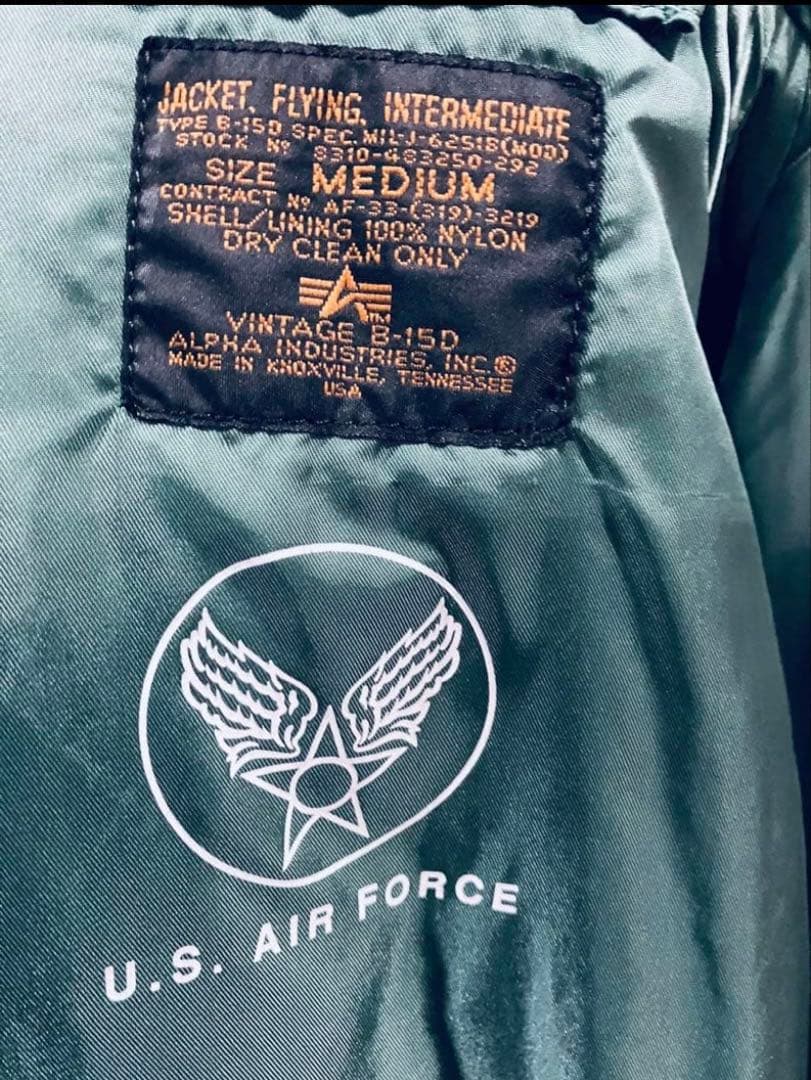 JACKET, FLYING, INTERMEDIATE
TYPE B-15D SPEC. MIL-J-6251B(MOD)
STOCK Nº 8310-483250-292
SIZE MEDIUM
CONTRACT Nº AF-33-(319)-3219
SHELL/LINING 100% NYLON
DRY CLEAN ONLY
VINTAGE B-15D
ALPHA INDUSTRIES, INC.®
MADE IN KNOXVILLE, TENNESSEE
USA
U.S. AIR FORCE